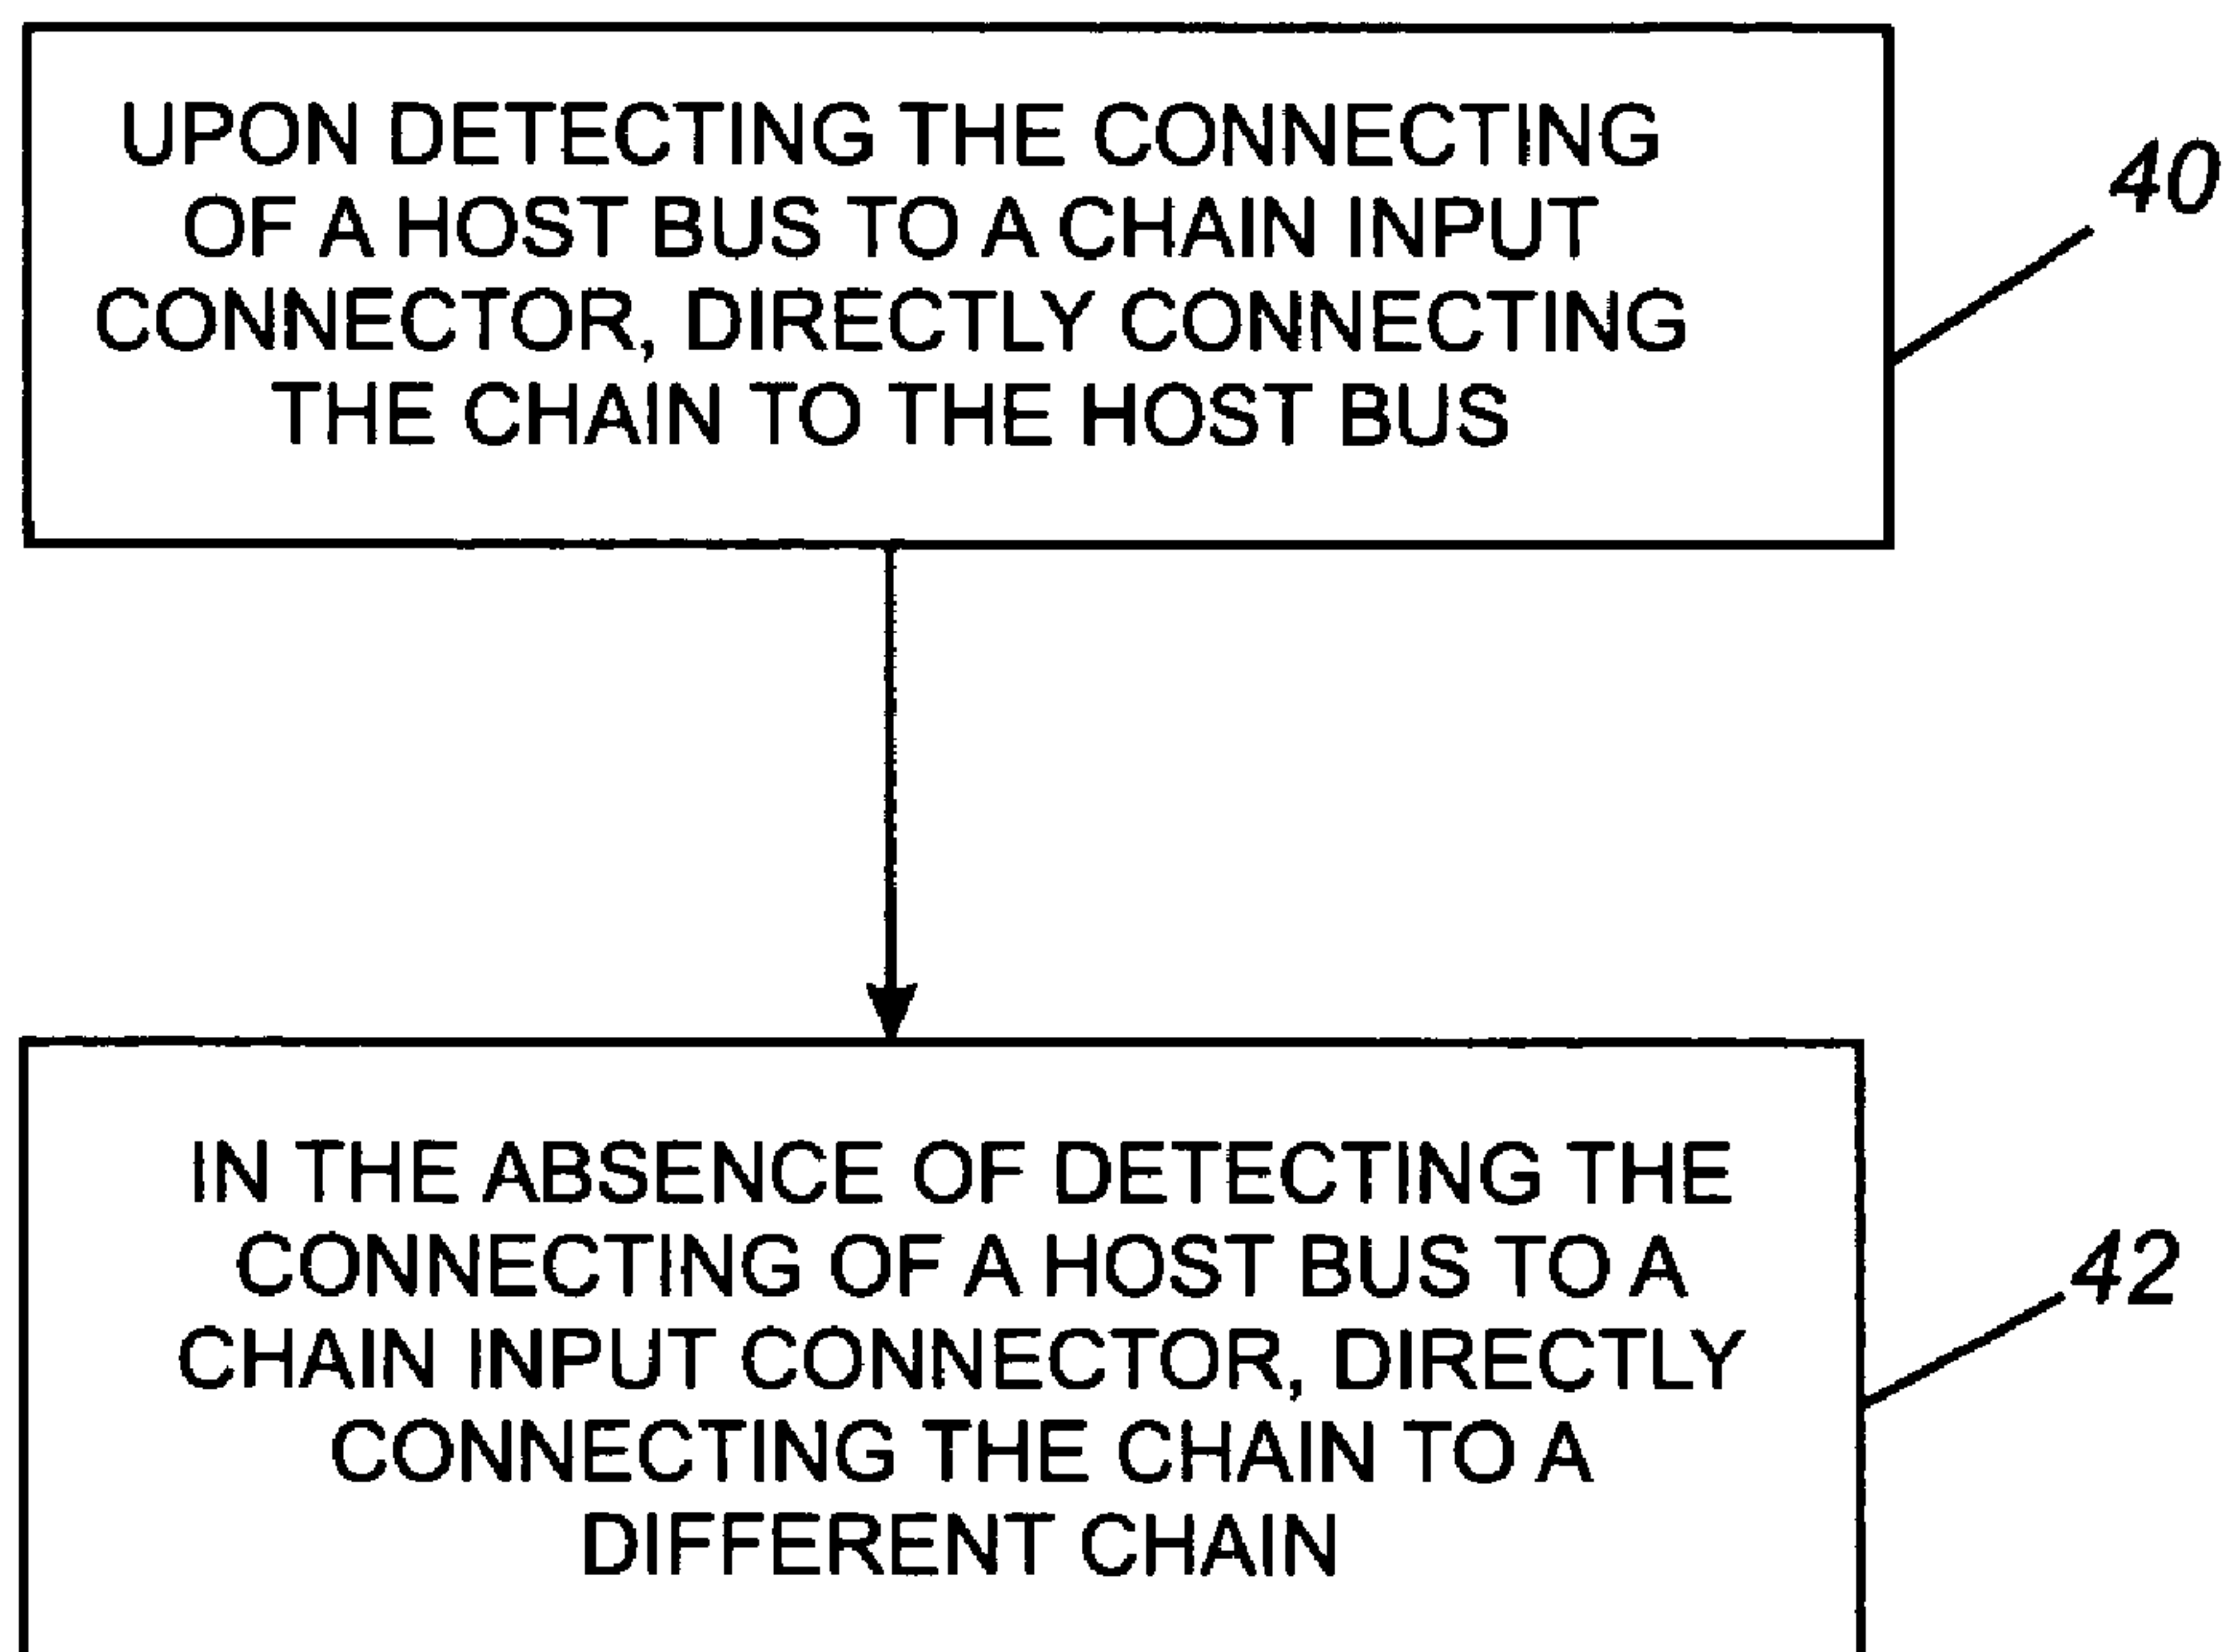 UPON DETECTING THE CONNECTING
OF A HOST BUS TO A CHAIN INPUT
CONNECTOR, DIRECTLY CONNECTING
THE CHAIN TO THE HOST BUS
40
IN THE ABSENCE OF DETECTING THE
CONNECTING OF A HOST BUS TO A
CHAIN INPUT CONNECTOR, DIRECTLY
CONNECTING THE CHAIN TO A
DIFFERENT CHAIN
42